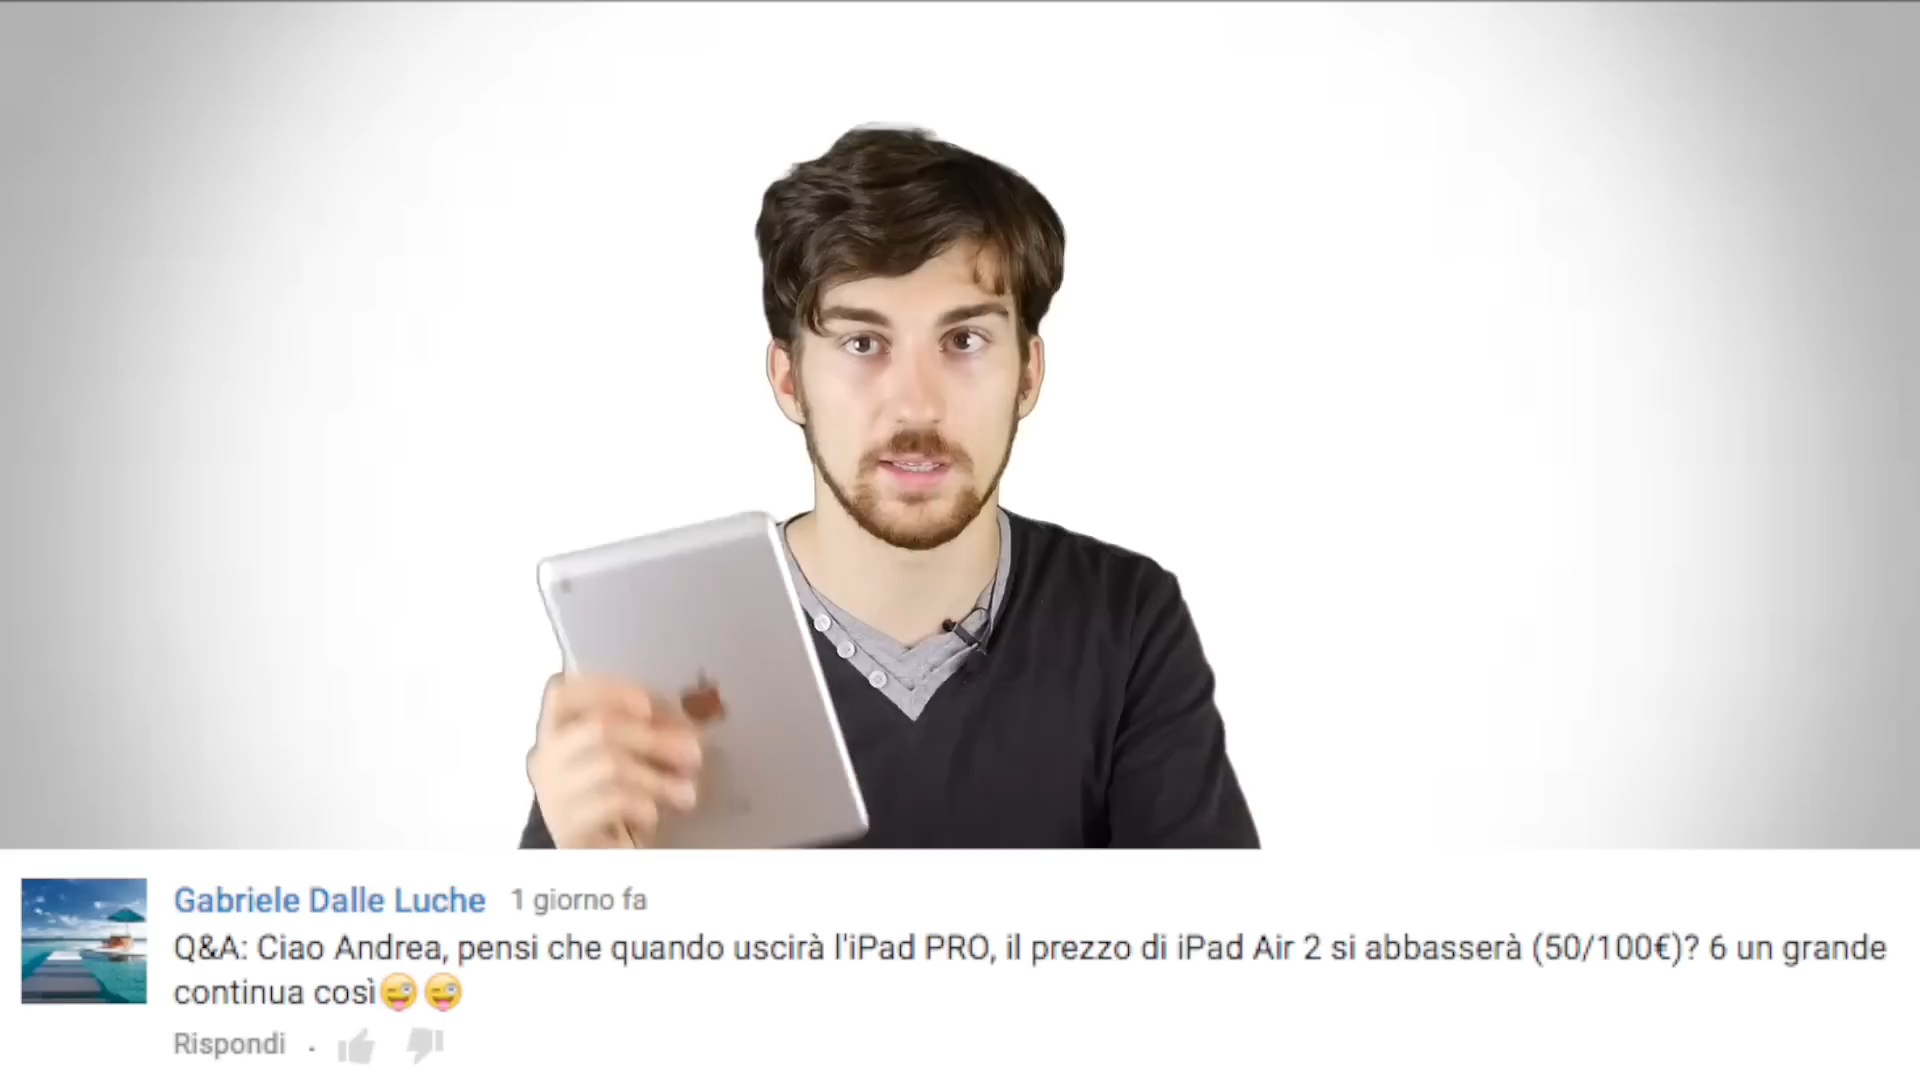 Gabriele Dalle Luche 1 giorno fa
Q&A: Ciao Andrea, pensi che quando uscirà l'iPad PRO, il prezzo di iPad Air 2 si abbasserà (50/100€)? 6 un grande
continua così😜😜
Rispondi .